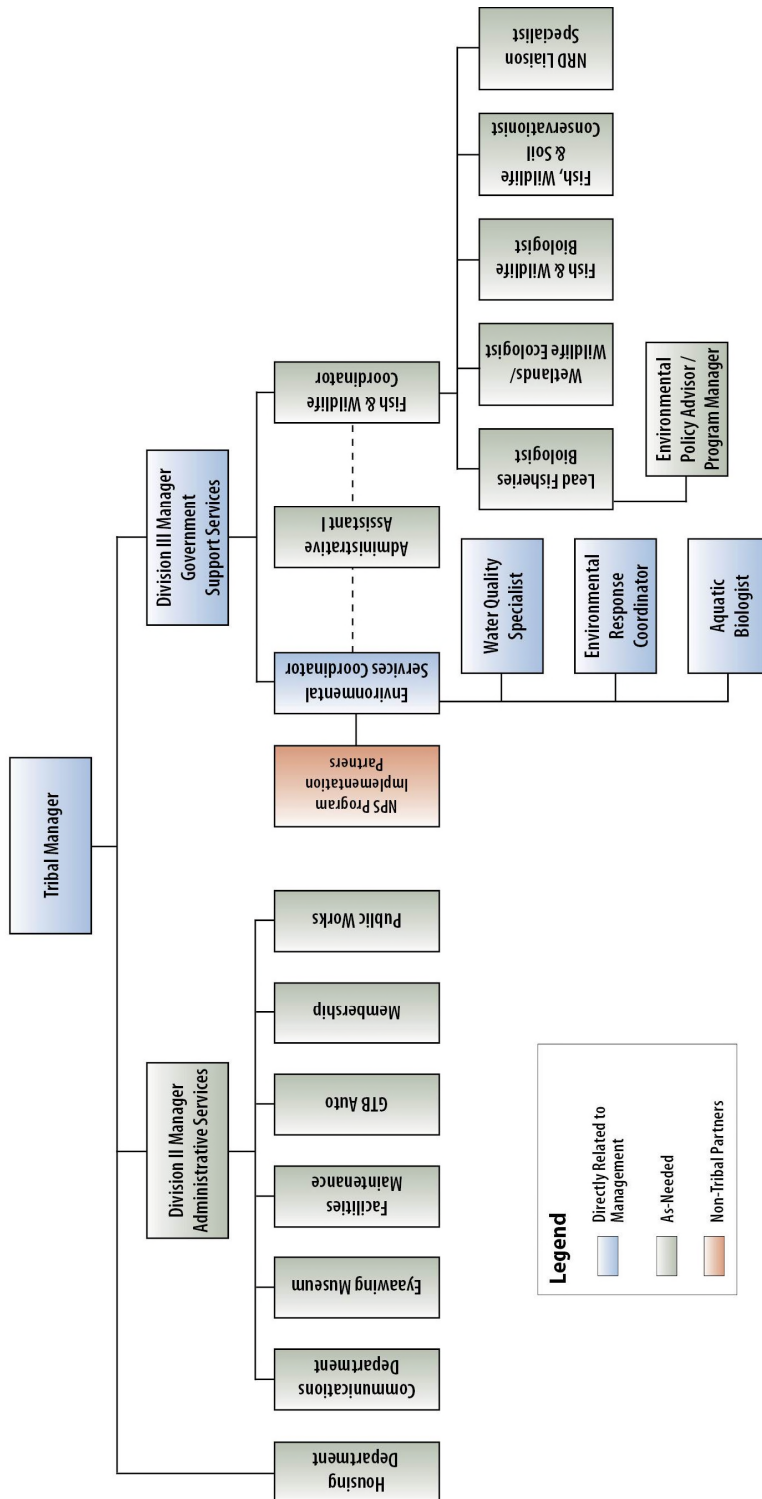 Tribal Manager
Division II Manager
Administrative Services
Division III Manager
Government
Support Services
Housing
Department
Communications
Department
Eyaawing Museum
Facilities
Maintenance
GTB Auto
Membership
Public Works
NPS Program
Implementation
Partners
Environmental
Services Coordinator
Administrative
Assistant I
Fish & Wildlife
Coordinator
Water Quality
Specialist
Environmental
Response
Coordinator
Aquatic
Biologist
Lead Fisheries
Biologist
Wetlands/
Wildlife Ecologist
Fish & Wildlife
Biologist
Fish, Wildlife
& Soil
Conservationist
NRD Liaison
Specialist
Environmental
Policy Advisor /
Program Manager
Legend
Directly Related to
Management
As-Needed
Non-Tribal Partners